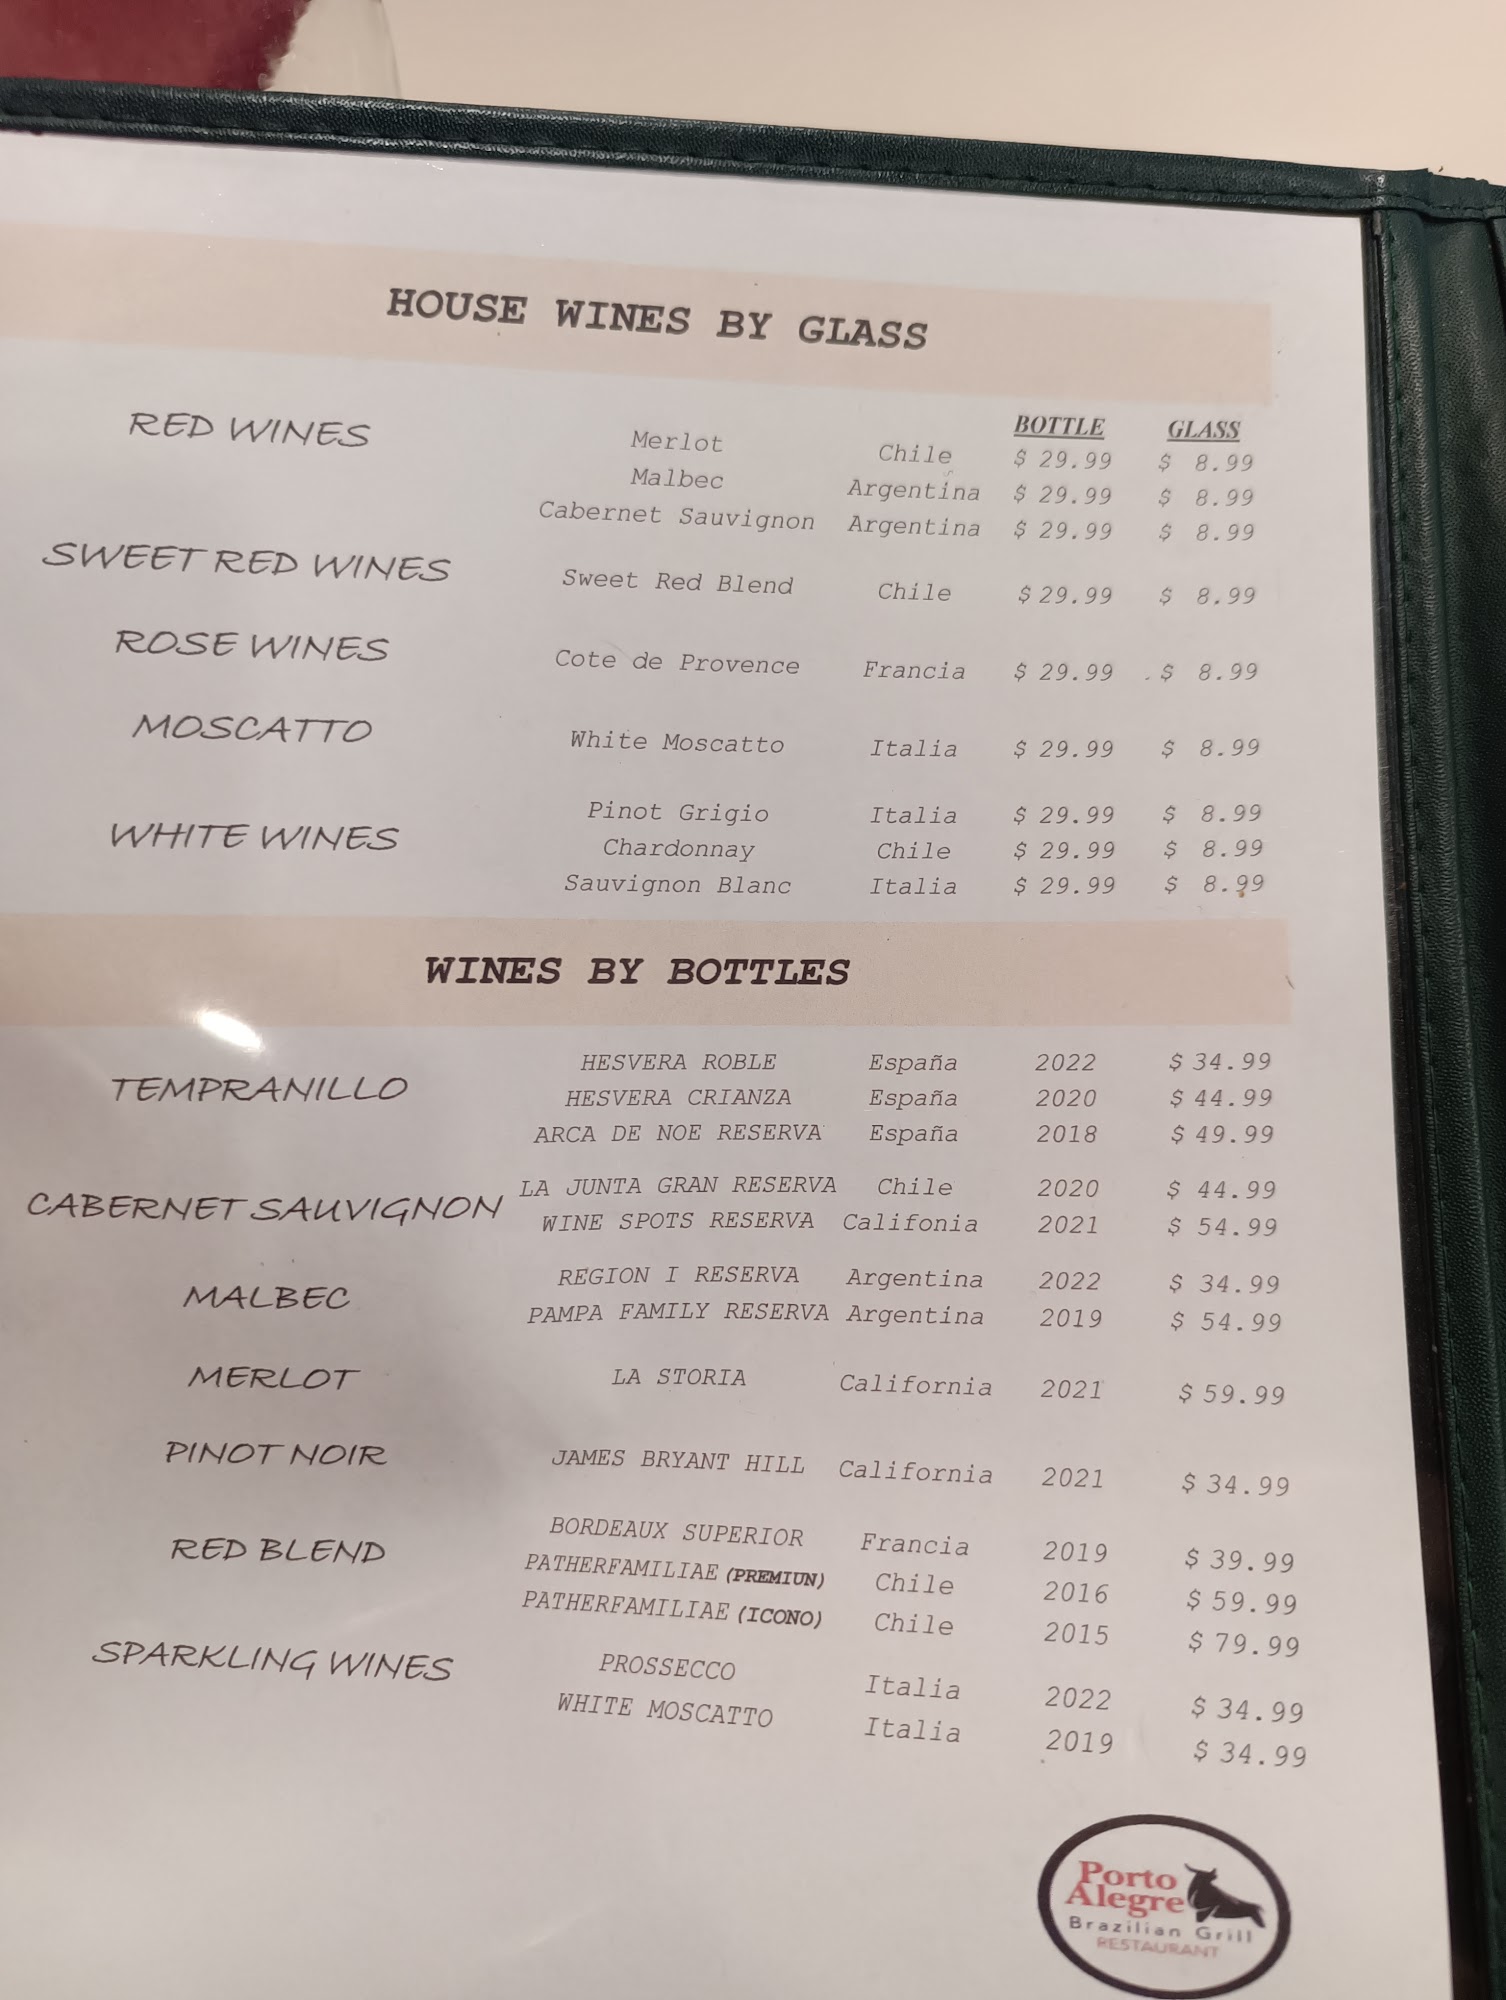 HOUSE WINES BY GLASS
BOTTLE GLASS
RED WINES Merlot Chile $ 29.99 $ 8.99
Malbec Argentina $ 29.99 $ 8.99
Cabernet Sauvignon Argentina $ 29.99 $ 8.99
SWEET RED WINES Sweet Red Blend Chile $ 29.99 $ 8.99
ROSE WINES Cote de Provence Francia $ 29.99 $ 8.99
MOSCATTO White Moscatto Italia $ 29.99 $ 8.99
Pinot Grigio Italia $ 29.99 $ 8.99
WHITE WINES Chardonnay Chile $ 29.99 $ 8.99
Sauvignon Blanc Italia $ 29.99 $ 8.99
WINES BY BOTTLES
HESVERA ROBLE España 2022 $ 34.99
TEMPRANILLO HESVERA CRIANZA España 2020 $ 44.99
ARCA DE NOE RESERVA España 2018 $ 49.99
CABERNET SAUVIGNON LA JUNTA GRAN RESERVA Chile 2020 $ 44.99
WINE SPOTS RESERVA Califonia 2021 $ 54.99
MALBEC REGION I RESERVA Argentina 2022 $ 34.99
PAMPA FAMILY RESERVA Argentina 2019 $ 54.99
MERLOT LA STORIA California 2021 $ 59.99
PINOT NOIR JAMES BRYANT HILL California 2021 $ 34.99
RED BLEND BORDEAUX SUPERIOR Francia 2019 $ 39.99
PATHERFAMILIAE (PREMIUN) Chile 2016 $ 59.99
PATHERFAMILIAE (ICONO) Chile 2015 $ 79.99
SPARKLING WINES PROSSECCO Italia 2022 $ 34.99
WHITE MOSCATTO Italia 2019 $ 34.99
Porto
Alegre
Brazilian Grill
RESTAURANT